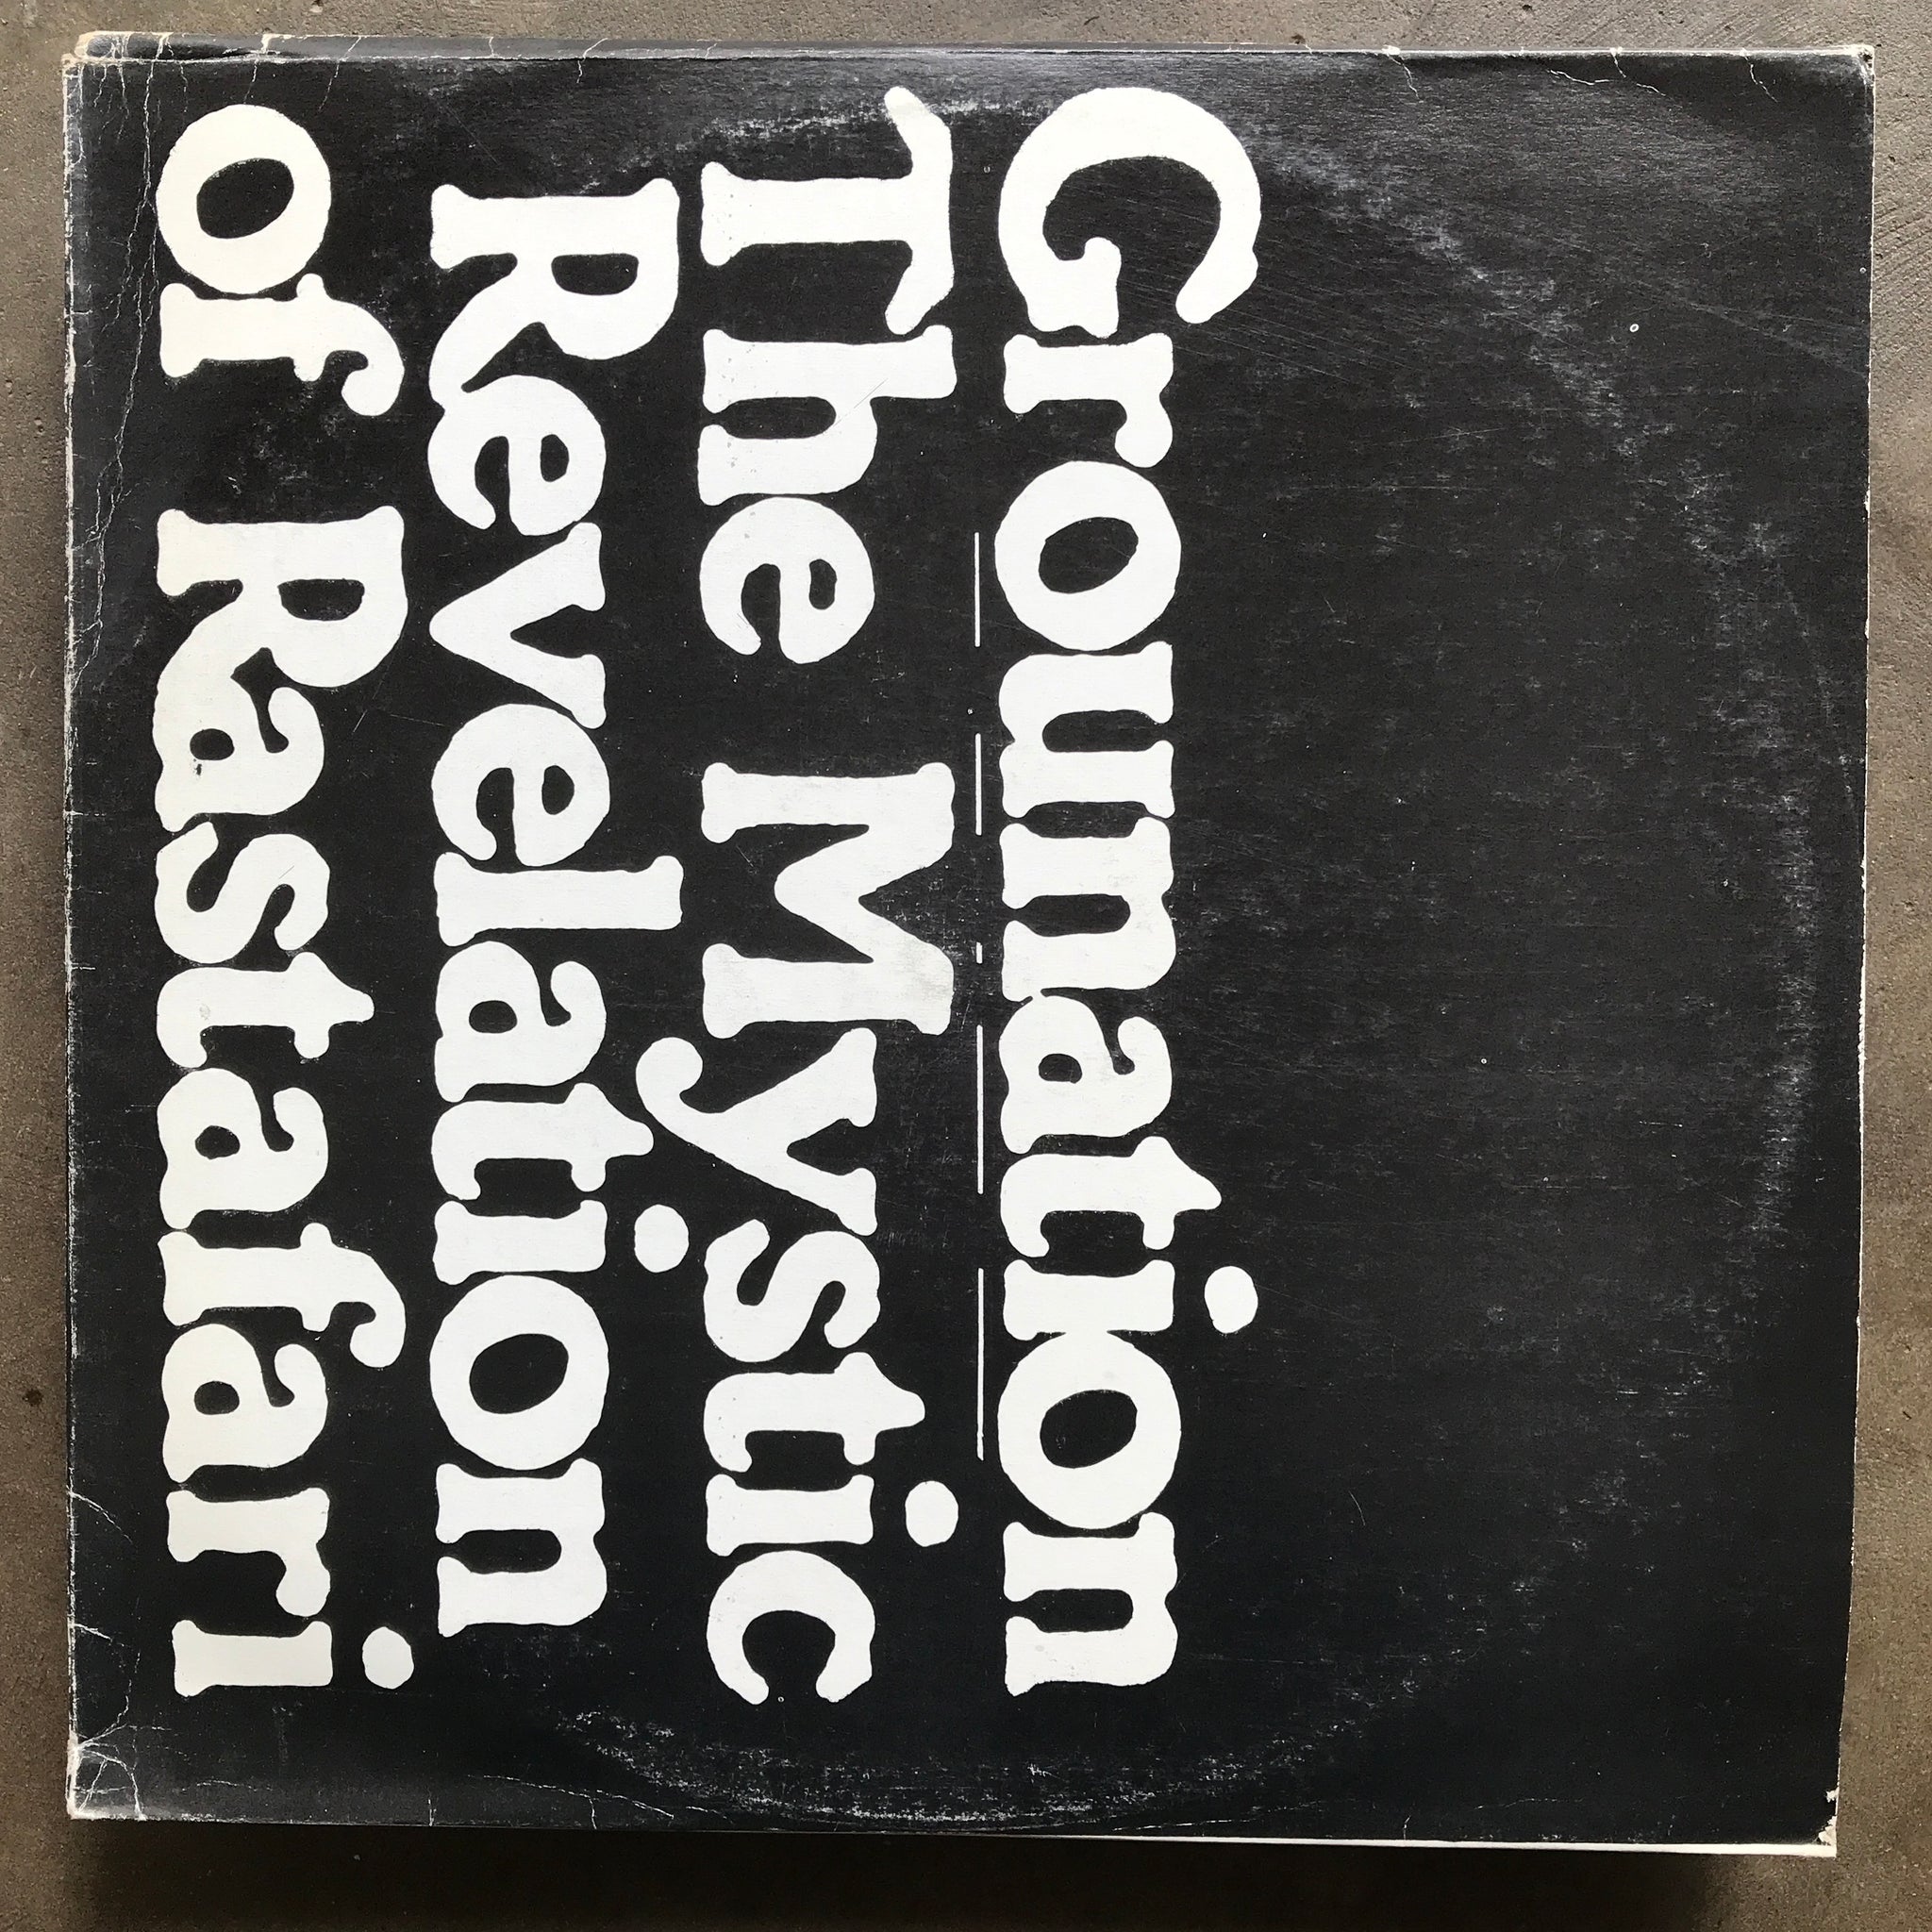 Grounation
The Mystic
Revelation
of Rastafari